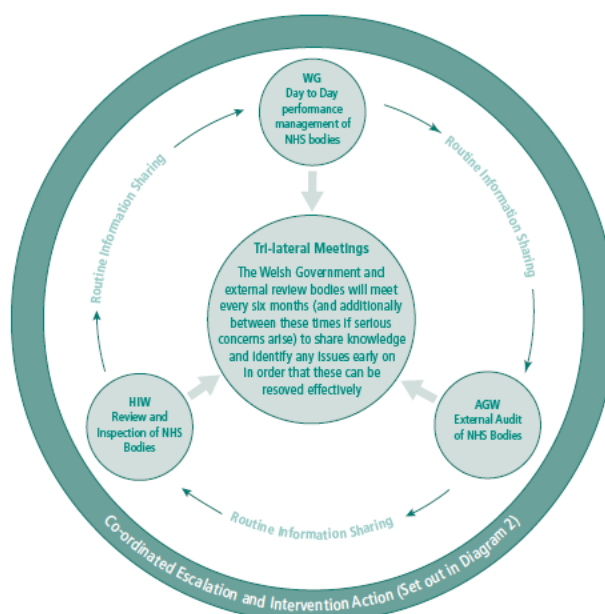 WG
Day to Day
performance
management of
NHS bodies
Routine Information Sharing
Routine Information Sharing
Tri-lateral Meetings
The Welsh Government and
external review bodies will meet
every six months (and additionally
between these times if serious
concerns arise) to share knowledge
and identify any issues early on
in order that these can be
resoved effectively
HIW
Review and
Inspection of NHS
Bodies
AGW
External Audit
of NHS Bodies
Routine Information Sharing
Co-ordinated Escalation and Intervention Action (Set out in Diagram 2)